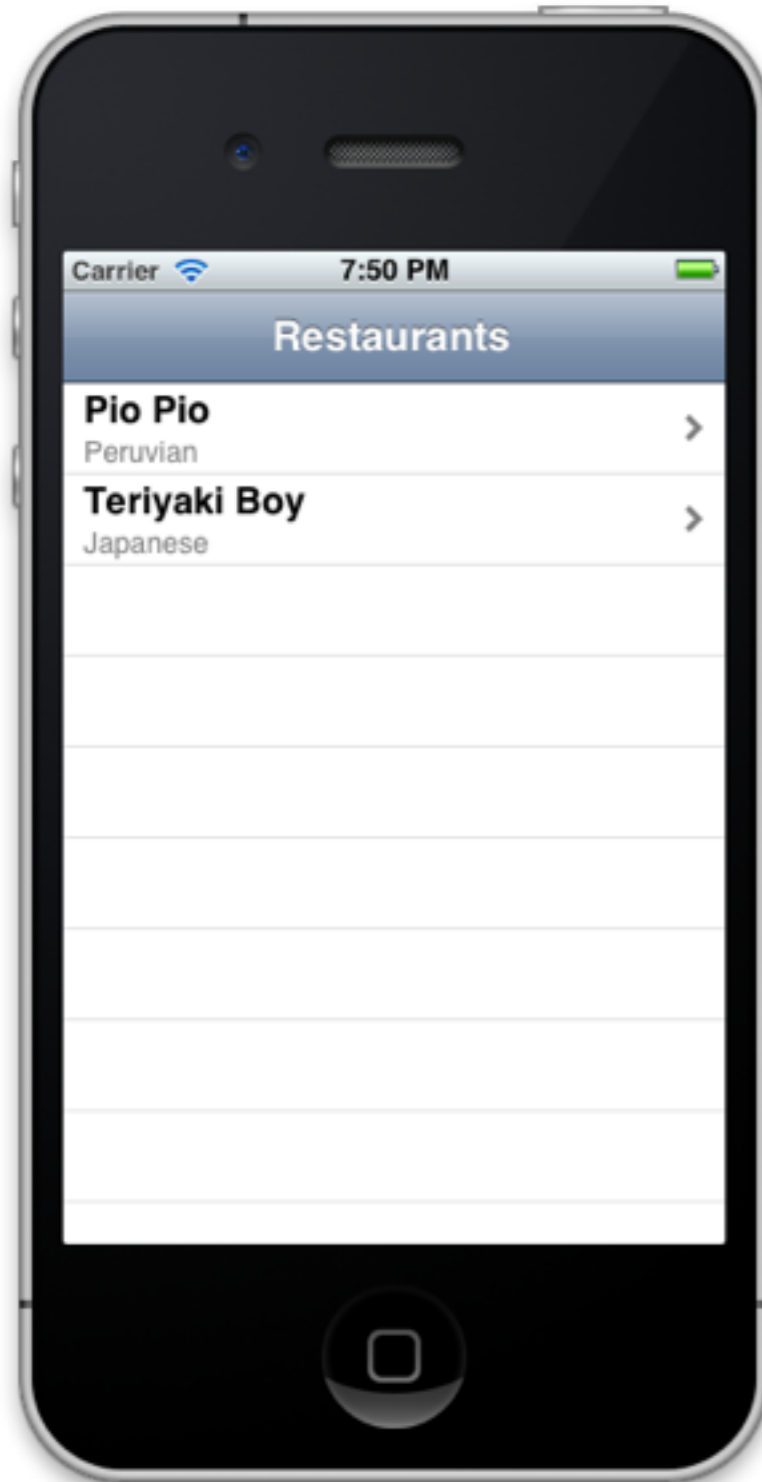 Carrier 7:50 PM
Restaurants
Pio Pio
Peruvian
Teriyaki Boy
Japanese